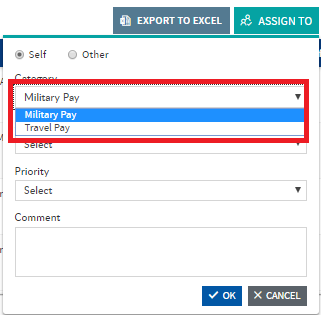 EXPORT TO EXCEL
ASSIGN TO
Self
Other
Category
Military Pay
Military Pay
Travel Pay
Select
Priority
Select
Comment
OK
CANCEL